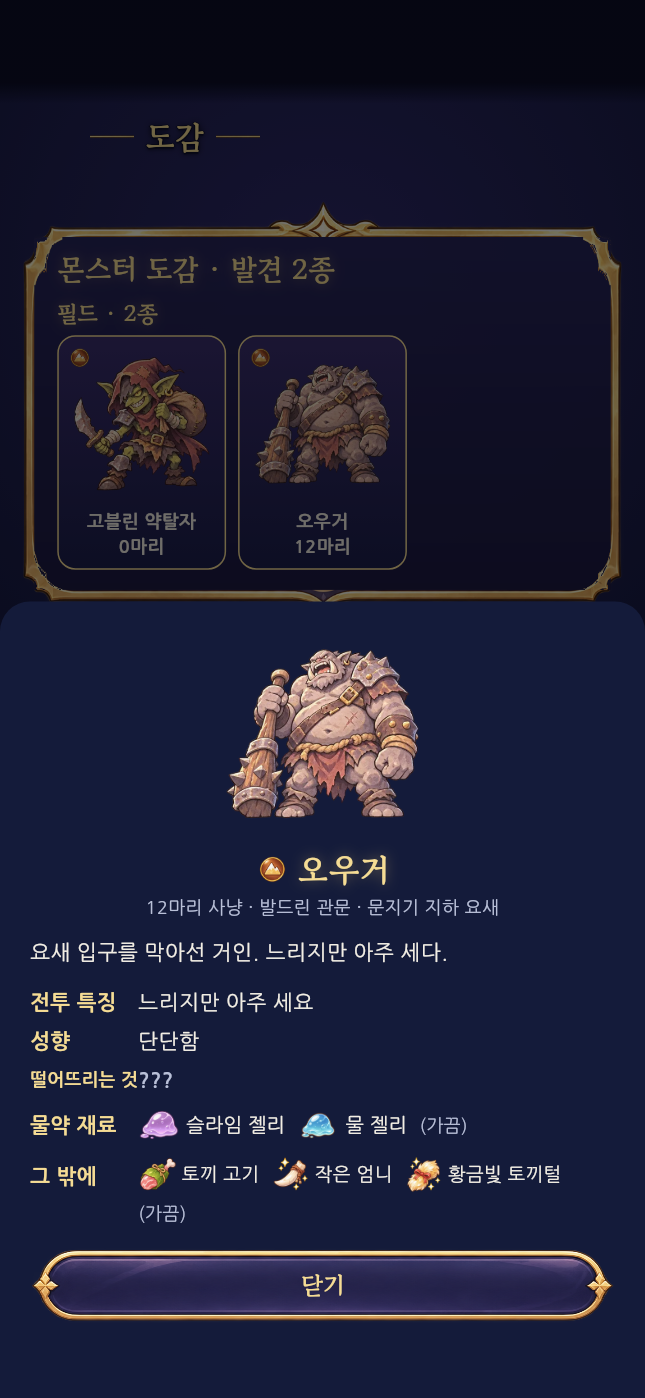 도감
몬스터 도감 · 발견 2종
필드 · 2종
고블린 약탈자
0마리
오우거
12마리
오우거
12마리 사냥 · 발드린 관문 · 문지기 지하 요새
요새 입구를 막아선 거인. 느리지만 아주 세다.
전투 특징 느리지만 아주 세요
성향 단단함
떨어뜨리는 것???
물약 재료 슬라임 젤리 물 젤리 (가끔)
그 밖에 토끼 고기 작은 엄니 황금빛 토끼털
(가끔)
닫기